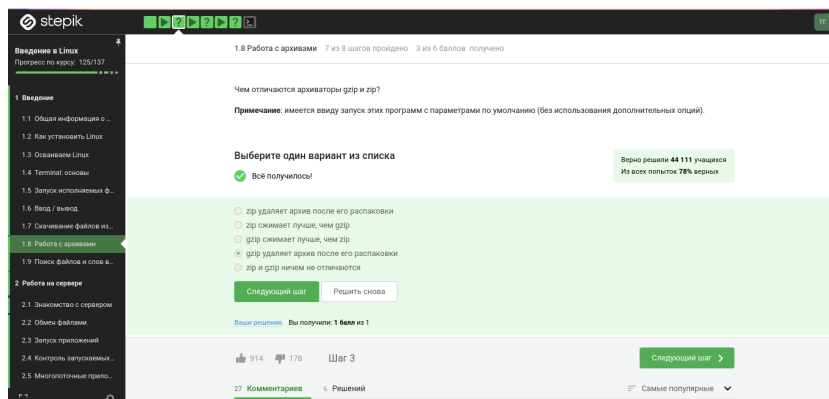 stepik
ТГ
Введение в Linux
Прогресс по курсу: 125/137
1 Введение
1.1 Общая информация о ...
1.2 Как установить Linux
1.3 Осваиваем Linux
1.4 Terminal: основы
1.5 Запуск исполняемых ф...
1.6 Ввод / вывод
1.7 Скачивание файлов из...
1.8 Работа с архивами
1.9 Поиск файлов и слов в...
2 Работа на сервере
2.1 Знакомство с сервером
2.2 Обмен файлами
2.3 Запуск приложений
2.4 Контроль запускаемых...
2.5 Многопоточные прило...
1.8 Работа с архивами 7 из 8 шагов пройдено 3 из 6 баллов получено
Чем отличаются архиваторы gzip и zip?
Примечание: имеется ввиду запуск этих программ с параметрами по умолчанию (без использования дополнительных опций).
Выберите один вариант из списка
Всё получилось!
Верно решили 44 111 учащихся
Из всех попыток 78% верных
zip удаляет архив после его распаковки
zip сжимает лучше, чем gzip
gzip сжимает лучше, чем zip
gzip удаляет архив после его распаковки
zip и gzip ничем не отличаются
Следующий шаг Решить снова
Ваши решения Вы получили: 1 балл из 1
914 178 Шаг 3 Следующий шаг
27 Комментариев 6 Решений Самые популярные